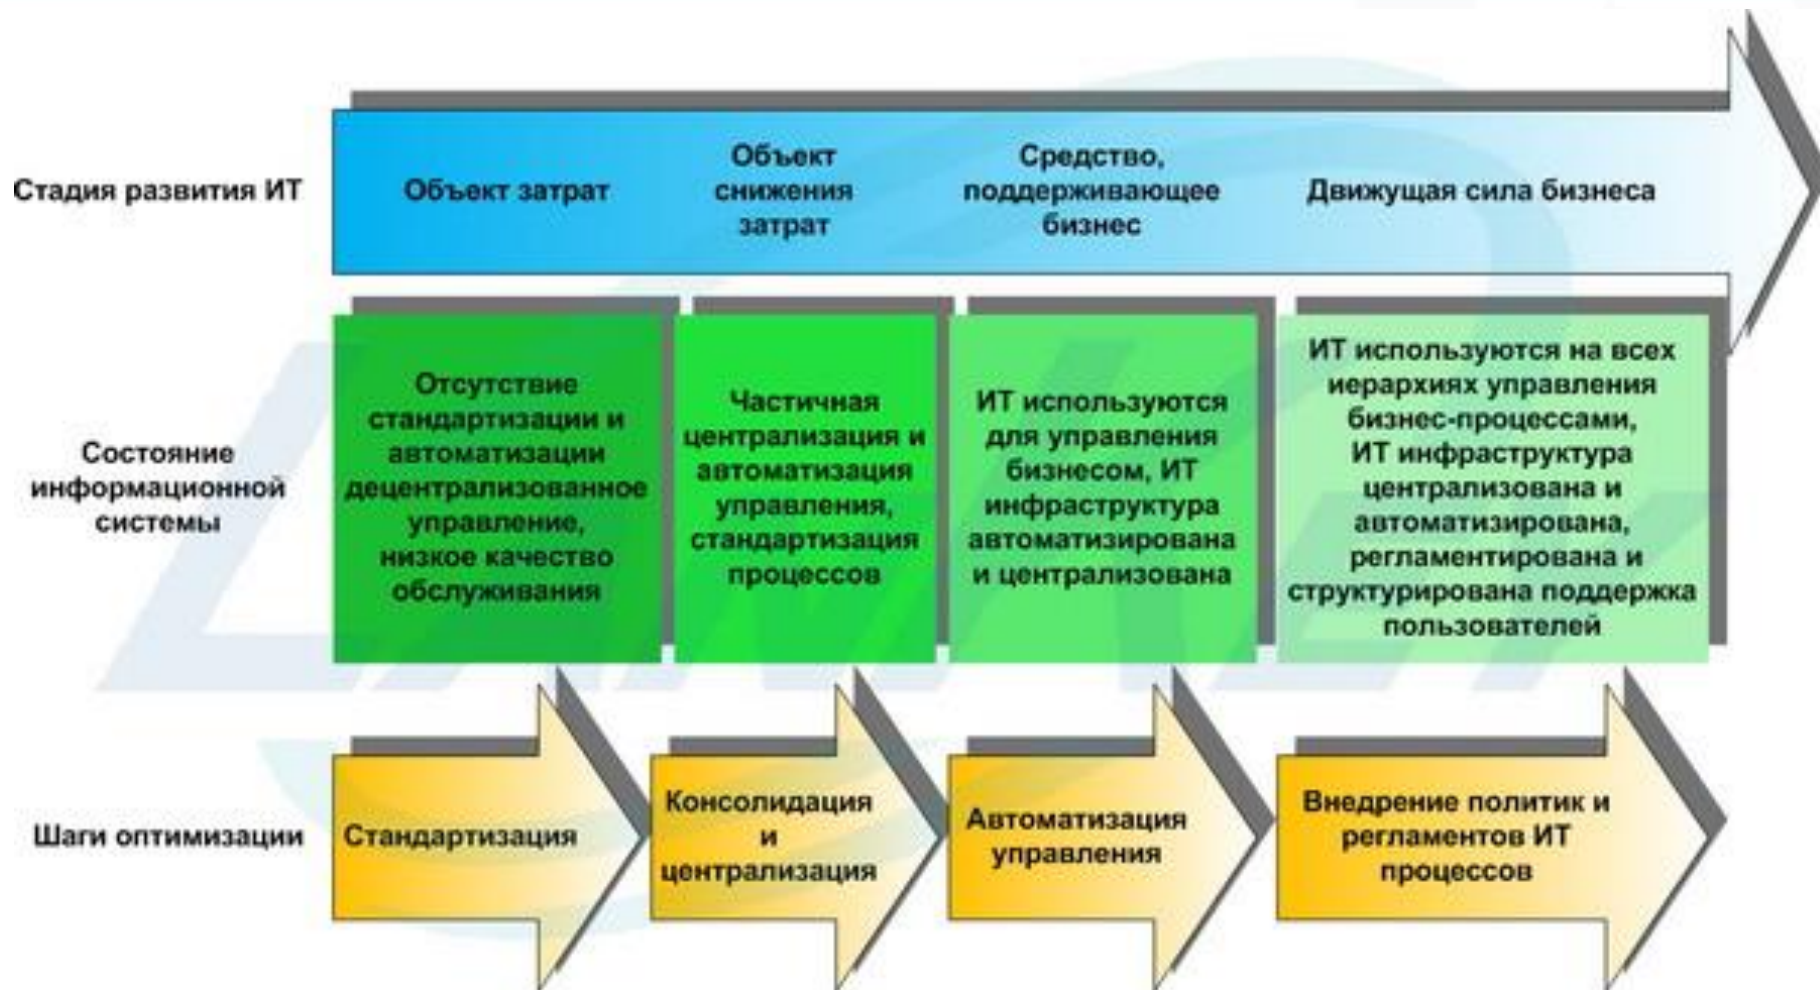 Стадия развития ИТ
Объект затрат
Объект
снижения
затрат
Средство,
поддерживающее
бизнес
Движущая сила бизнеса
Состояние
информационной
системы
Отсутствие
стандартизации и
автоматизации
децентрализованное
управление,
низкое качество
обслуживания
Частичная
централизация и
автоматизация
управления,
стандартизация
процессов
ИТ используются
для управления
бизнесом, ИТ
инфраструктура
автоматизирована
и централизована
ИТ используются на всех
иерархиях управления
бизнес-процессами,
ИТ инфраструктура
централизована и
автоматизирована,
регламентирована и
структурирована поддержка
пользователей
Шаги оптимизации
Стандартизация
Консолидация
и
централизация
Автоматизация
управления
Внедрение политик и
регламентов ИТ
процессов